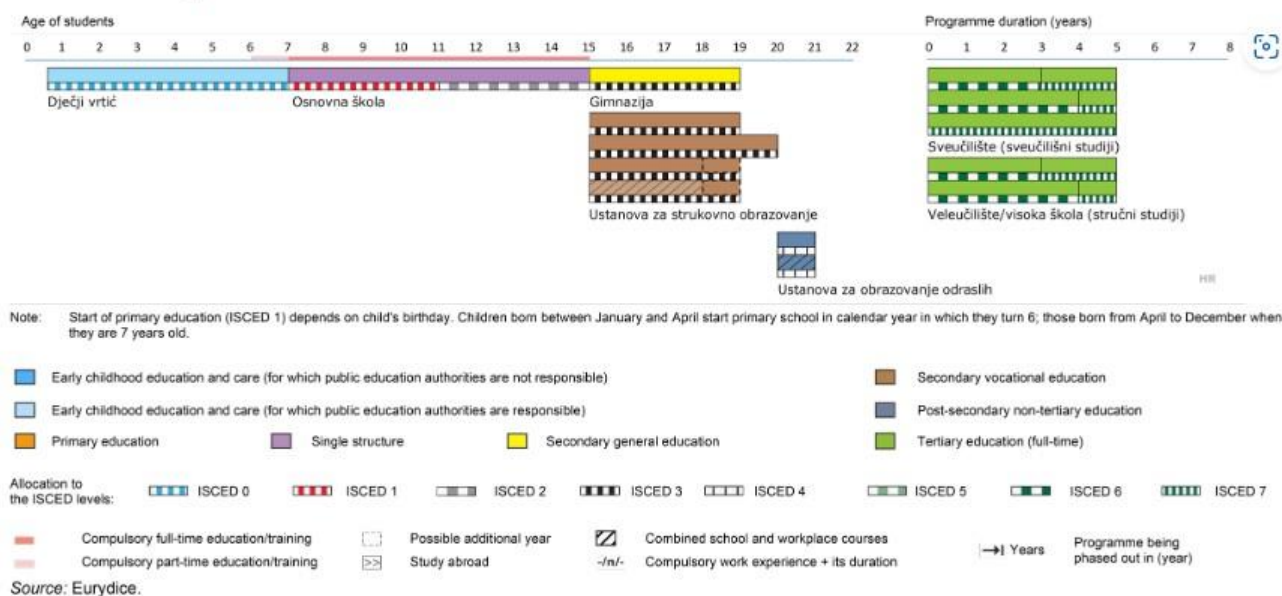 Age of students
Programme duration (years)
0 1 2 3 4 5 6 7 8 9 10 11 12 13 14 15 16 17 18 19 20 21 22
0 1 2 3 4 5 6 7 8
Dječji vrtić
Osnovna škola
Gimnazija
Sveučilište (sveučilišni studiji)
Ustanova za strukovno obrazovanje
Veleučilište/visoka škola (stručni studiji)
Ustanova za obrazovanje odraslih
HR
Note: Start of primary education (ISCED 1) depends on child's birthday. Children born between January and April start primary school in calendar year in which they turn 6; those born from April to December when
they are 7 years old.
Early childhood education and care (for which public education authorities are not responsible)
Secondary vocational education
Early childhood education and care (for which public education authorities are responsible)
Post-secondary non-tertiary education
Primary education
Single structure
Secondary general education
Tertiary education (full-time)
Allocation to
the ISCED levels:
ISCED 0
ISCED 1
ISCED 2
ISCED 3
ISCED 4
ISCED 5
ISCED 6
ISCED 7
Compulsory full-time education/training
Possible additional year
Combined school and workplace courses
Years
Programme being
phased out in (year)
Compulsory part-time education/training
>> Study abroad
-/n/- Compulsory work experience + its duration
Source: Eurydice.